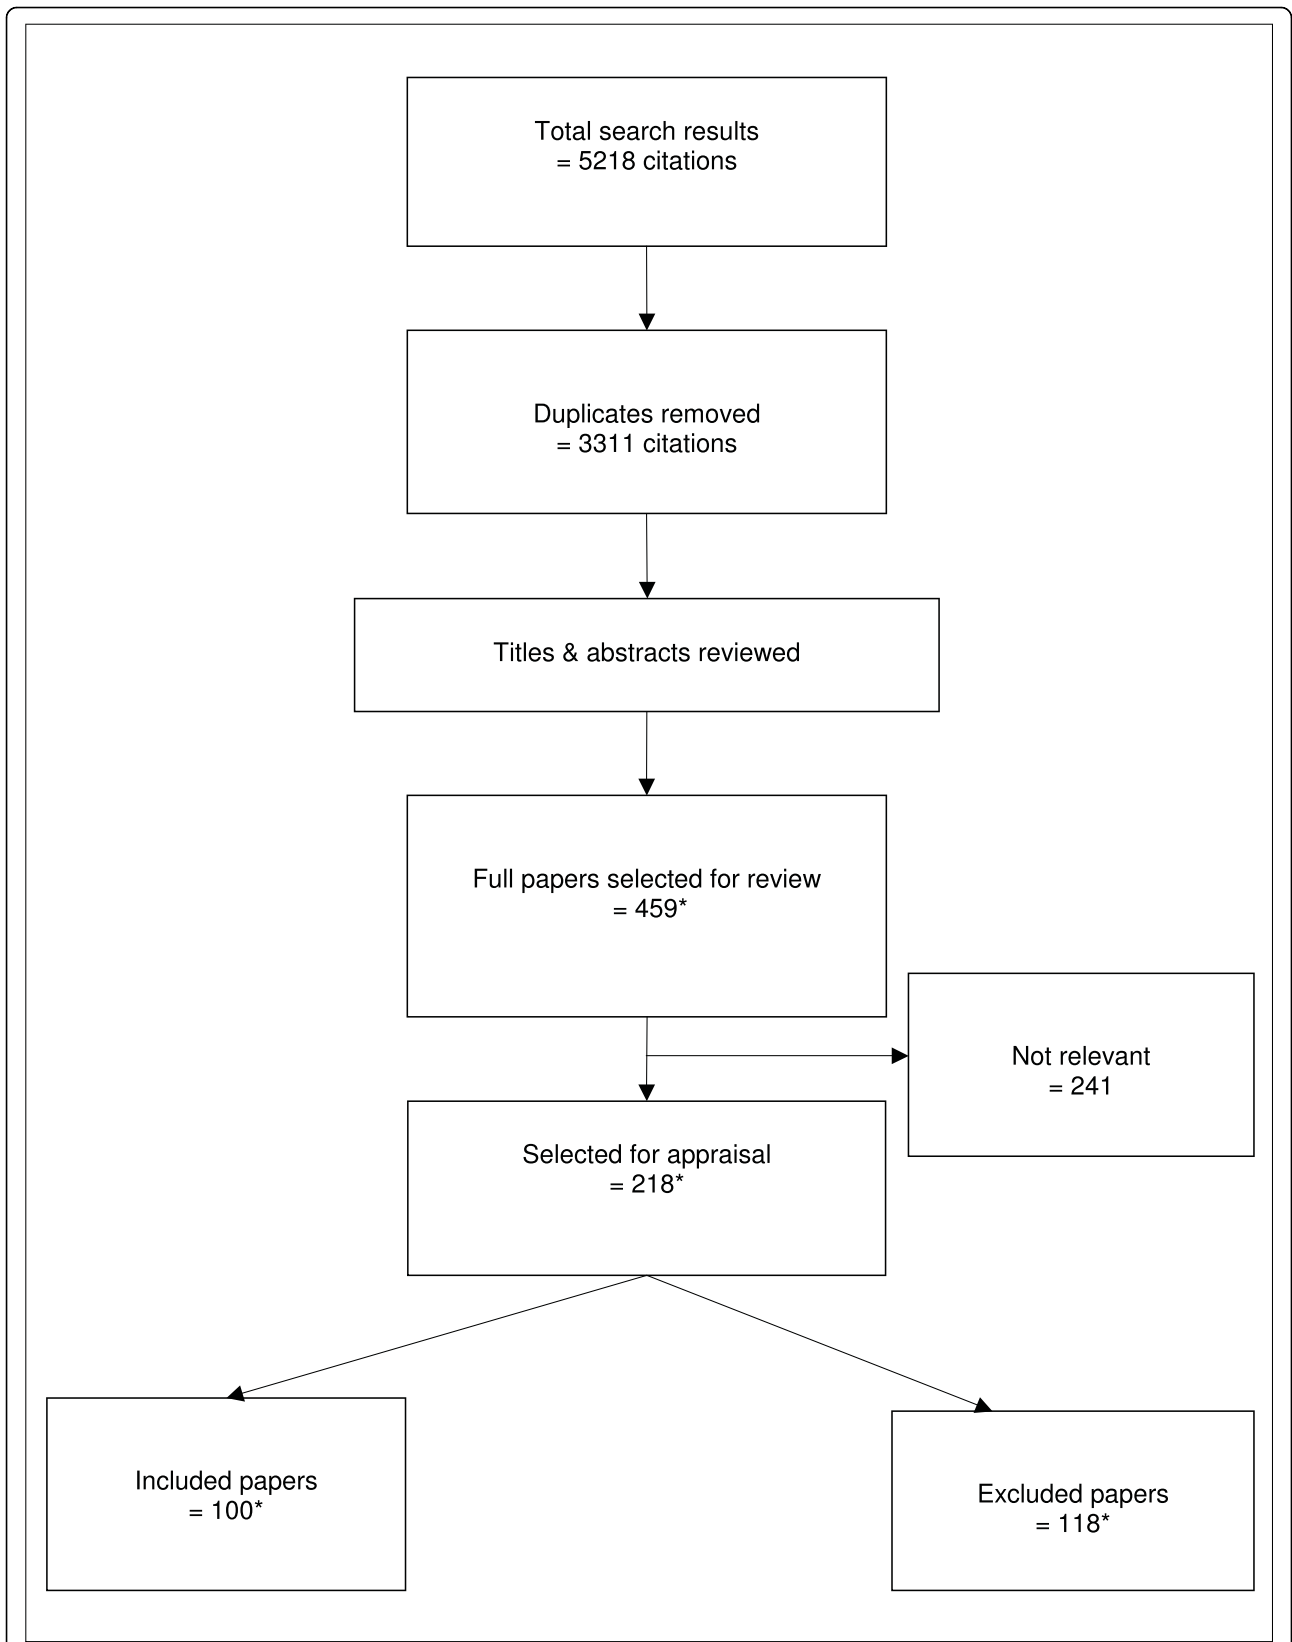 Total search results
= 5218 citations
Duplicates removed
= 3311 citations
Titles & abstracts reviewed
Full papers selected for review
= 459*
Not relevant
= 241
Selected for appraisal
= 218*
Included papers
= 100*
Excluded papers
= 118*